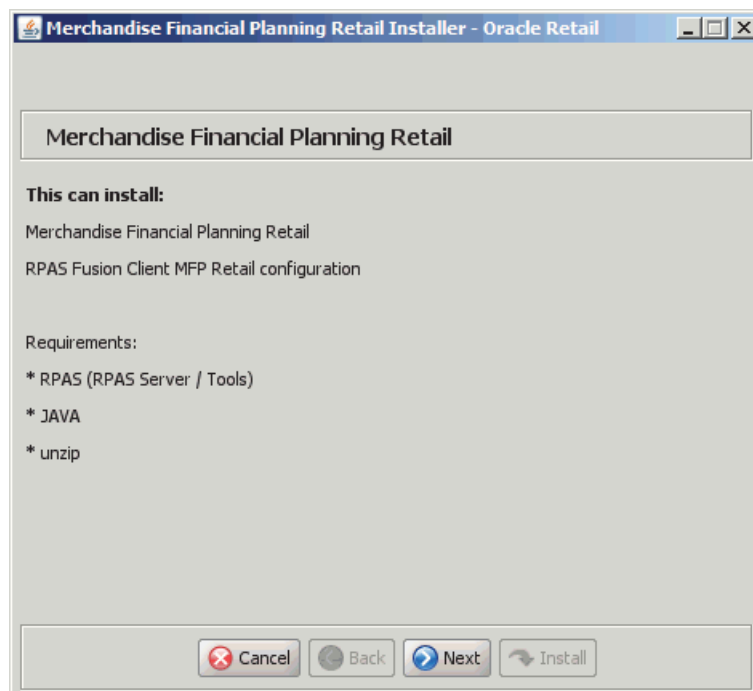 Merchandise Financial Planning Retail Installer - Oracle Retail
Merchandise Financial Planning Retail
This can install:
Merchandise Financial Planning Retail
RPAS Fusion Client MFP Retail configuration
Requirements:
* RPAS (RPAS Server / Tools)
* JAVA
* unzip
Cancel Back Next Install